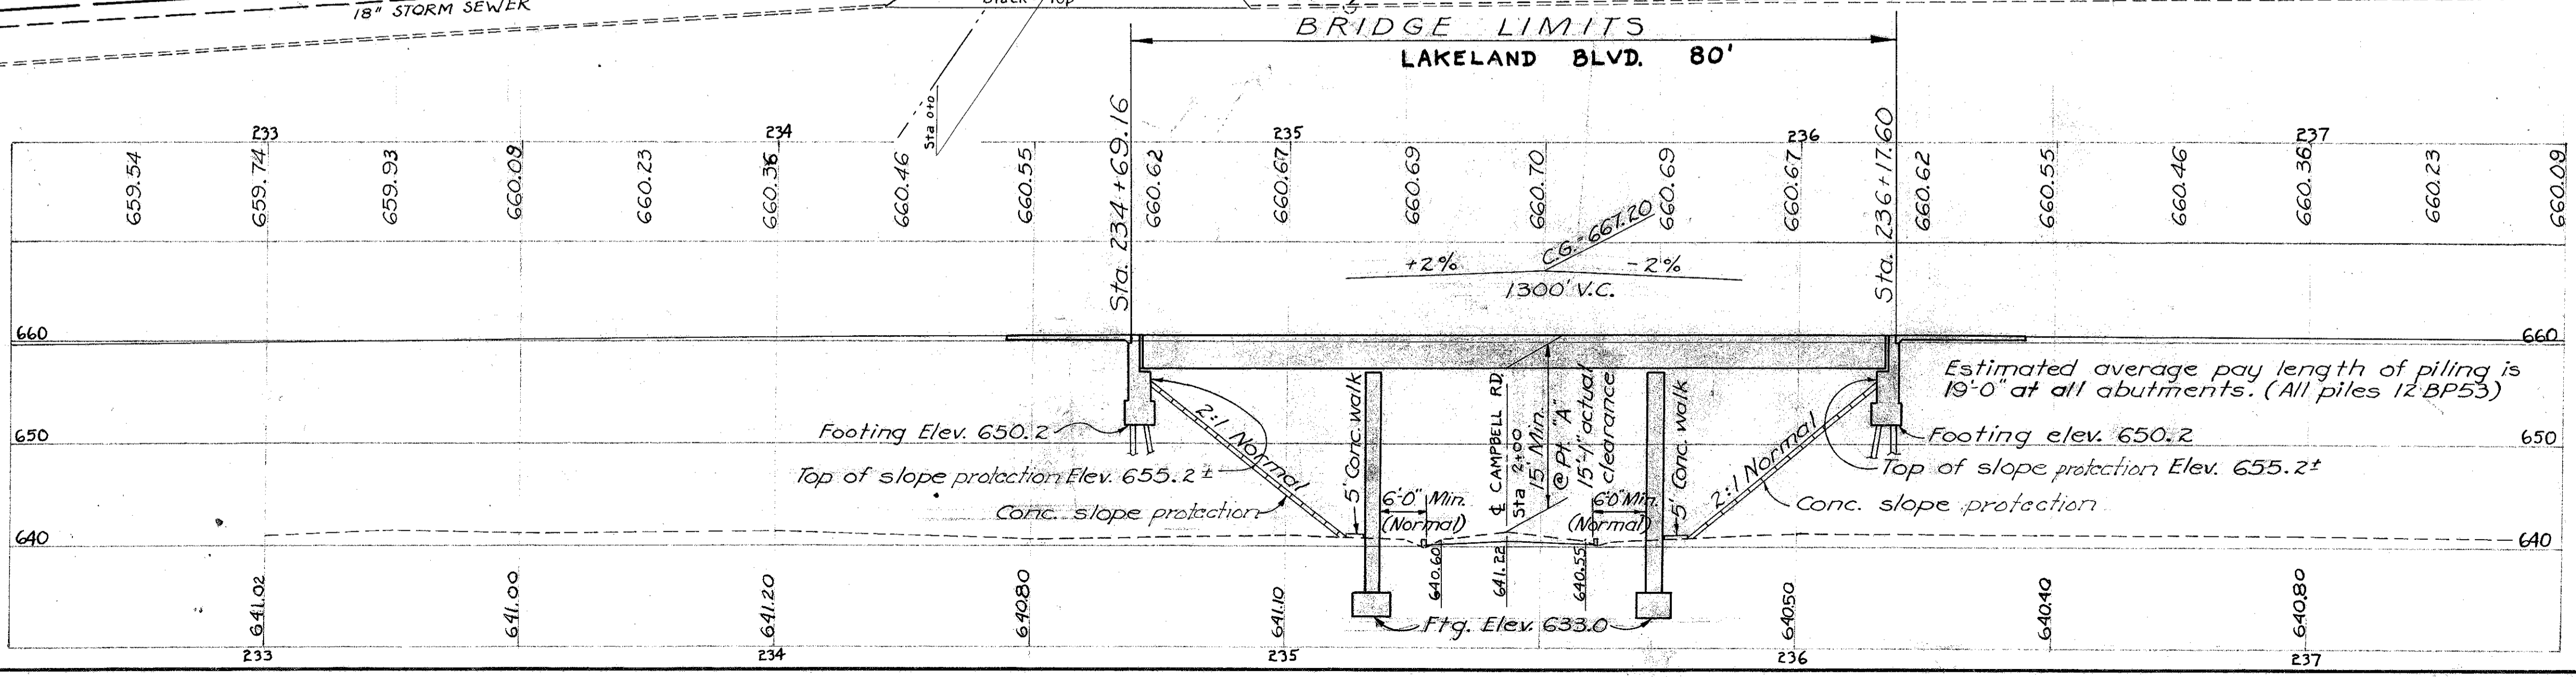 18" STORM SEWER
Top
BRIDGE LIMITS
LAKELAND BLVD. 80'
Sta 0+0
Sta. 234+69.16
Sta. 236+17.60
233 234 235 236 237
659.54 659.74 659.93 660.09 660.23 660.36 660.46 660.55 660.62 660.67 660.69 660.70 660.69 660.67 660.62 660.55 660.46 660.36 660.23 660.09
C.G.=667.20
+2% -2%
1300' V.C.
660 660
Estimated average pay length of piling is
19'-0" at all abutments. (All piles 12 BP53)
5' Conc. walk
¢ CAMPBELL RD.
Sta 2+00
15' Min.
@ Pt. "A"
15'-1" actual
clearance
5' Conc. walk
2:1 Normal
2:1 Normal
Footing Elev. 650.2
Footing elev. 650.2
650 650
Top of slope protection Elev. 655.2±
Top of slope protection Elev. 655.2±
6'-0" Min.
(Normal)
6'0" Min.
(Normal)
Conc. slope protection
Conc. slope protection
640 640
640.60 641.22 640.55
641.02 641.00 641.20 640.80 641.10 640.50 640.40 640.80
Ftg. Elev. 633.0
233 234 235 236 237